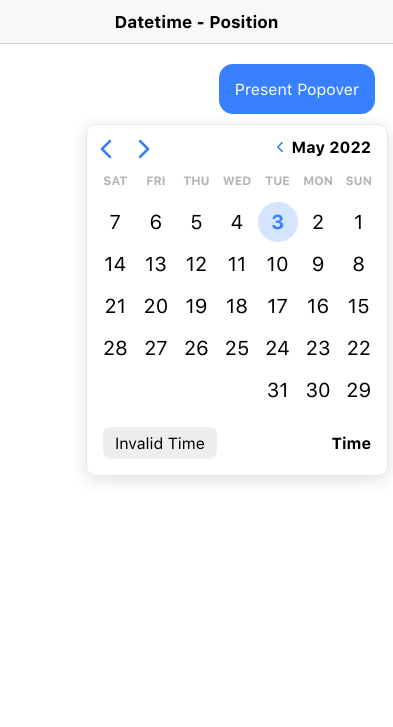 Datetime - Position
Present Popover
May 2022
SAT FRI THU WED TUE MON SUN
7 6 5 4 3 2 1
14 13 12 11 10 9 8
21 20 19 18 17 16 15
28 27 26 25 24 23 22
31 30 29
Invalid Time Time